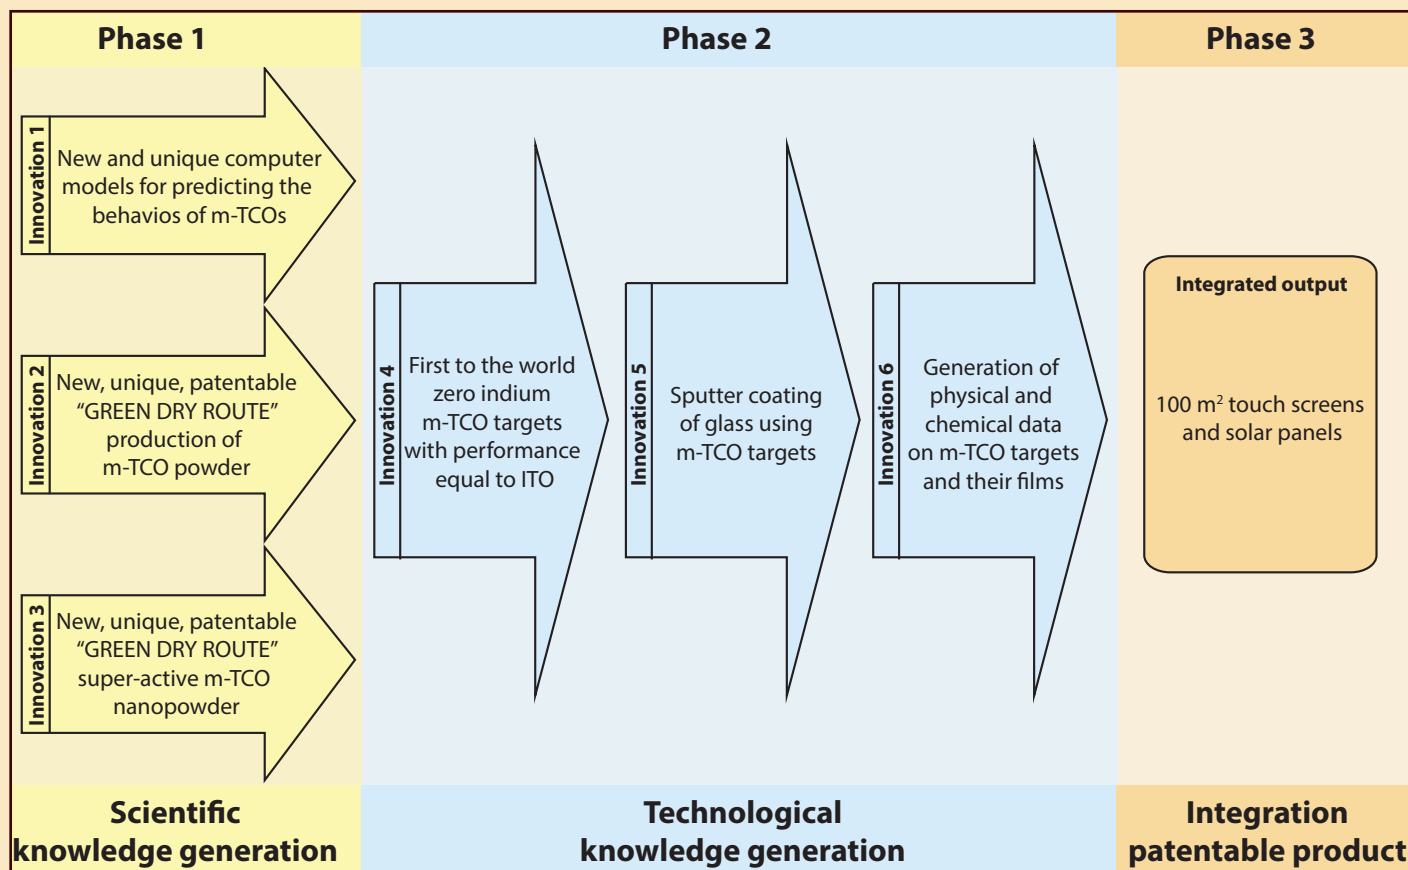 Phase 1
Phase 2
Phase 3
Innovation 1
New and unique computer
models for predicting the
behavios of m-TCOs
Innovation 2
New, unique, patentable
“GREEN DRY ROUTE”
production of
m-TCO powder
Innovation 3
New, unique, patentable
“GREEN DRY ROUTE”
super-active m-TCO
nanopowder
Innovation 4
First to the world
zero indium
m-TCO targets
with performance
equal to ITO
Innovation 5
Sputter coating
of glass using
m-TCO targets
Innovation 6
Generation of
physical and
chemical data
on m-TCO targets
and their films
Integrated output
100 m² touch screens
and solar panels
Scientific
knowledge generation
Technological
knowledge generation
Integration
patentable product